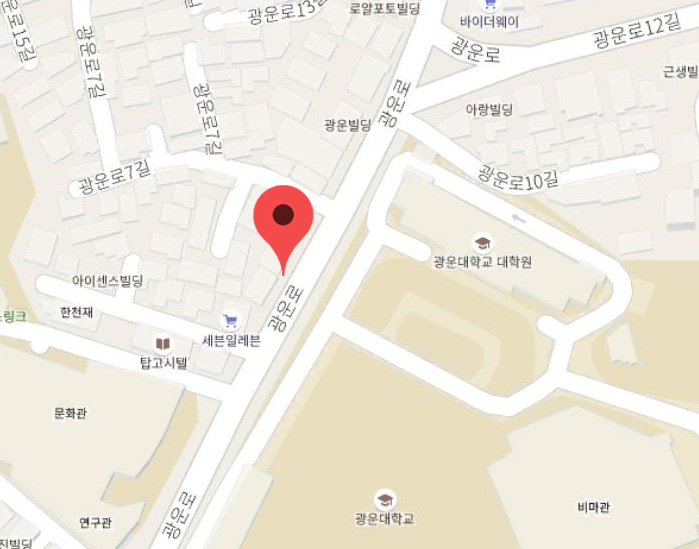 광운로13길
로얄포토빌딩
바이더웨이
광운로15길
광운로7길
광운로
광운로12길
근생빌
광운로7길
광운로
아랑빌딩
광운빌딩
광운로7길
광운로10길
광운대학교 대학원
아이센스빌딩
한천재
링크
광운로
세븐일레븐
탑고시텔
문화관
광운대학교
비마관
연구관
광운로
진빌딩